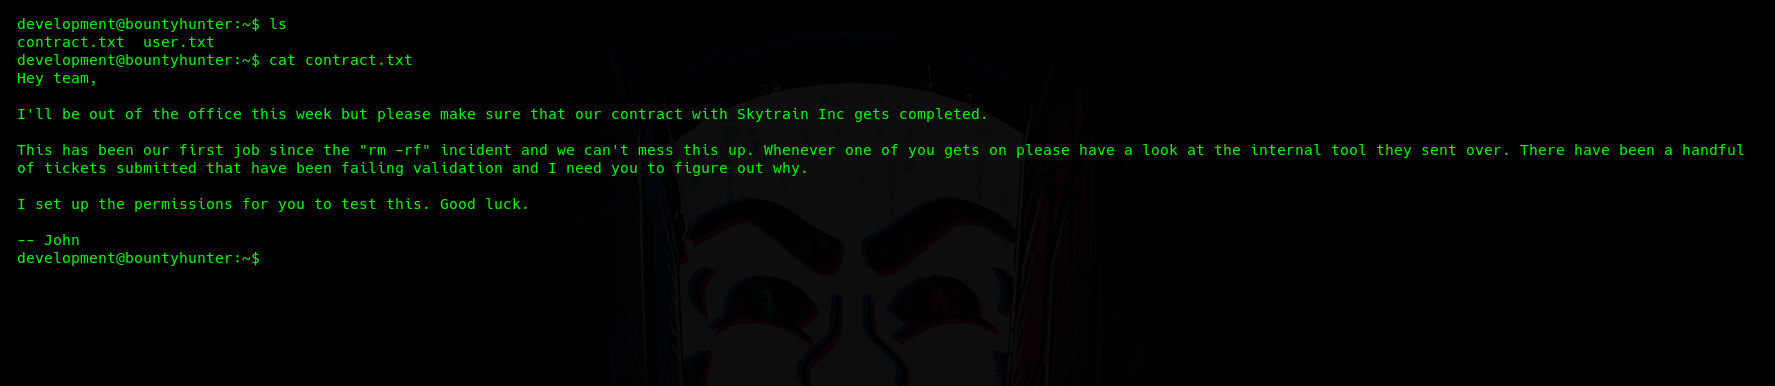 development@bountyhunter:~$ ls
contract.txt  user.txt
development@bountyhunter:~$ cat contract.txt
Hey team,
I'll be out of the office this week but please make sure that our contract with Skytrain Inc gets completed.
This has been our first job since the "rm -rf" incident and we can't mess this up. Whenever one of you gets on please have a look at the internal tool they sent over. There have been a handful
of tickets submitted that have been failing validation and I need you to figure out why.
I set up the permissions for you to test this. Good luck.
-- John
development@bountyhunter:~$